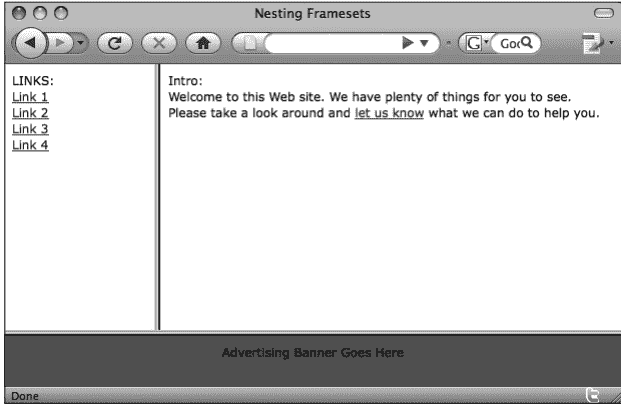 Nesting Framesets
G
Goo
LINKS:
Link 1
Link 2
Link 3
Link 4
Intro:
Welcome to this Web site. We have plenty of things for you to see.
Please take a look around and let us know what we can do to help you.
Advertising Banner Goes Here
Done